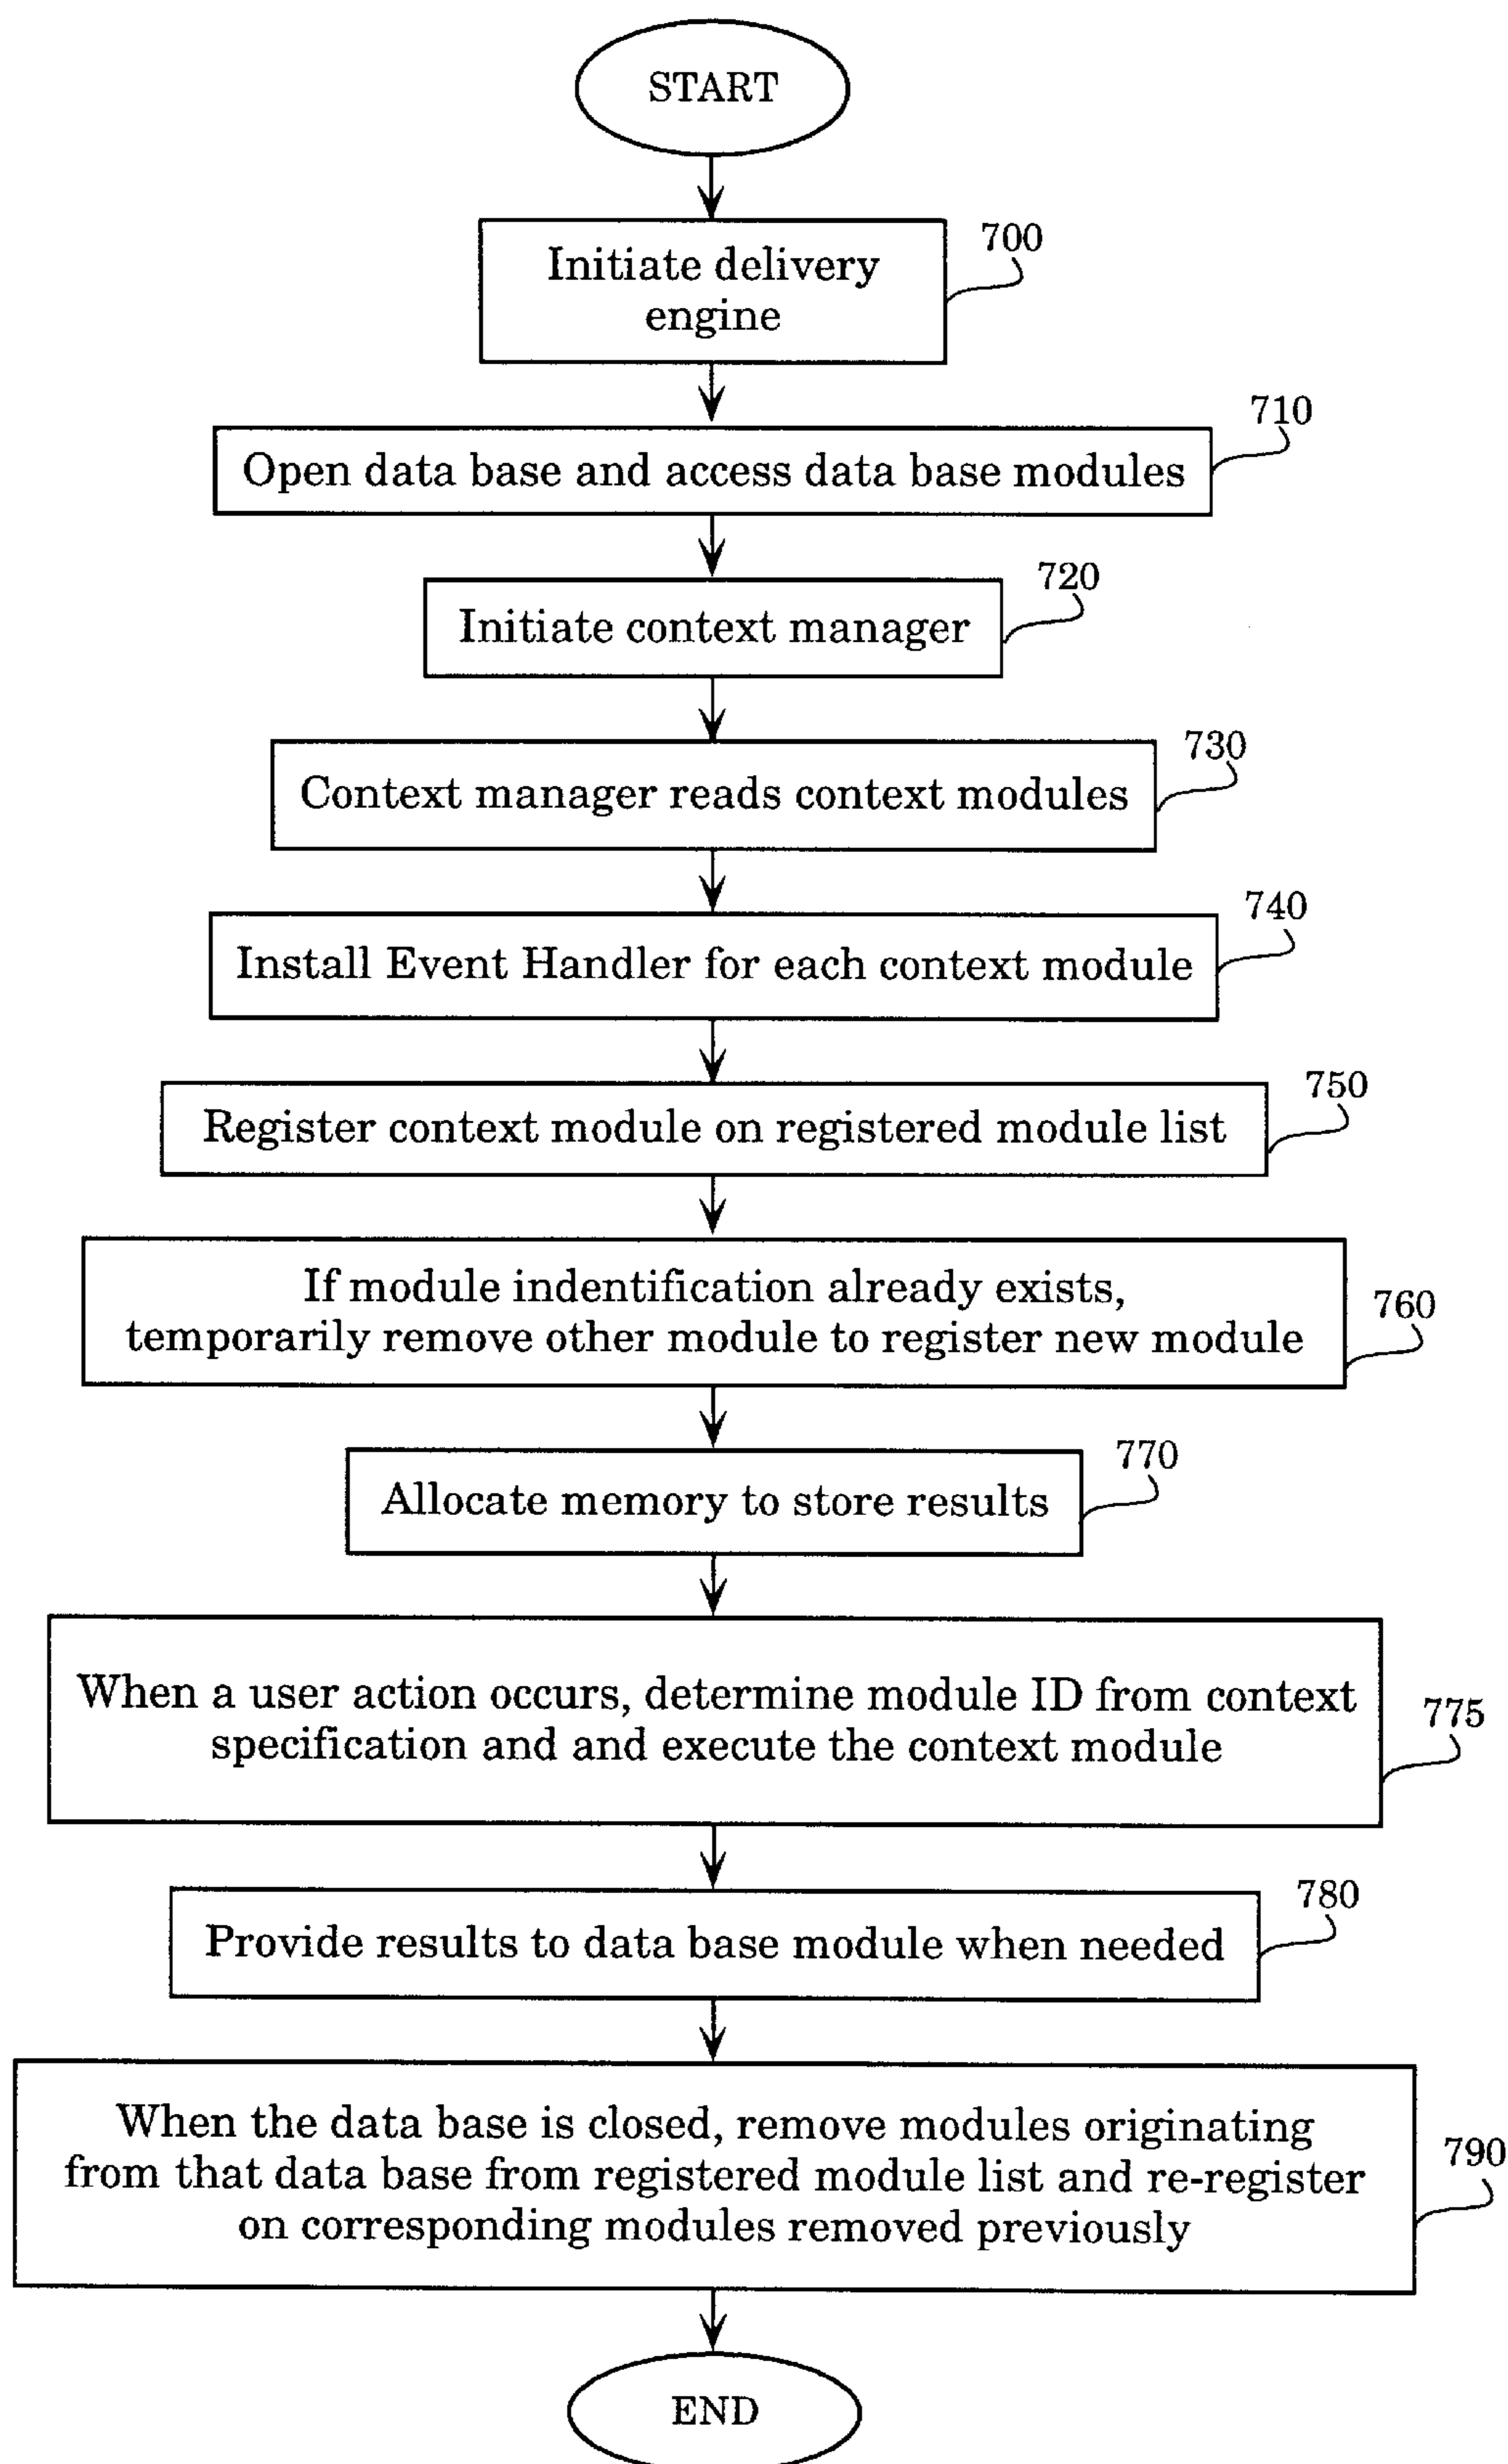 START
700
Initiate delivery
engine
710
Open data base and access data base modules
720
Initiate context manager
730
Context manager reads context modules
740
Install Event Handler for each context module
750
Register context module on registered module list
760
If module indentification already exists,
temporarily remove other module to register new module
770
Allocate memory to store results
775
When a user action occurs, determine module ID from context
specification and and execute the context module
780
Provide results to data base module when needed
790
When the data base is closed, remove modules originating
from that data base from registered module list and re-register
on corresponding modules removed previously
END